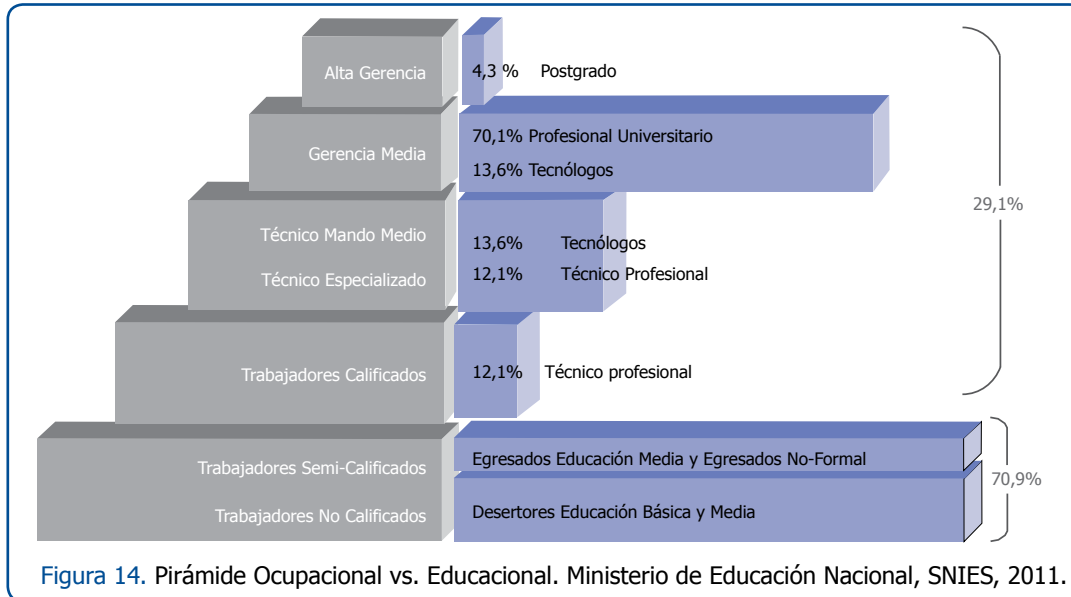 Alta Gerencia
4,3 % Postgrado
Gerencia Media
70,1% Profesional Universitario
13,6% Tecnólogos
29,1%
Técnico Mando Medio
13,6% Tecnólogos
Técnico Especializado
12,1% Técnico Profesional
Trabajadores Calificados
12,1% Técnico profesional
Trabajadores Semi-Calificados
Egresados Educación Media y Egresados No-Formal
70,9%
Trabajadores No Calificados
Desertores Educación Básica y Media
Figura 14. Pirámide Ocupacional vs. Educacional. Ministerio de Educación Nacional, SNIES, 2011.